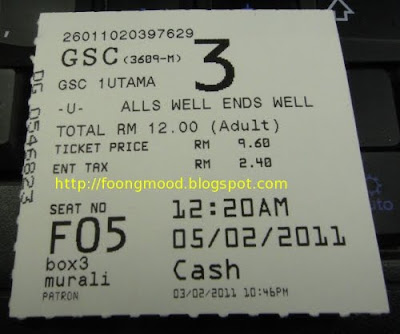 26011020397629
GSC (3609-M) 3
GSC 1UTAMA
-U- ALLS WELL ENDS WELL
TOTAL RM 12.00 (Adult)
TICKET PRICE RM 9.60
ENT TAX RM 2.40
http://foongmood.blogspot.com
SEAT NO 12:20AM
F05 05/02/2011
box3 Cash
murali
PATRON 03/02/2011 10:46PM
DG 0546823
Auto